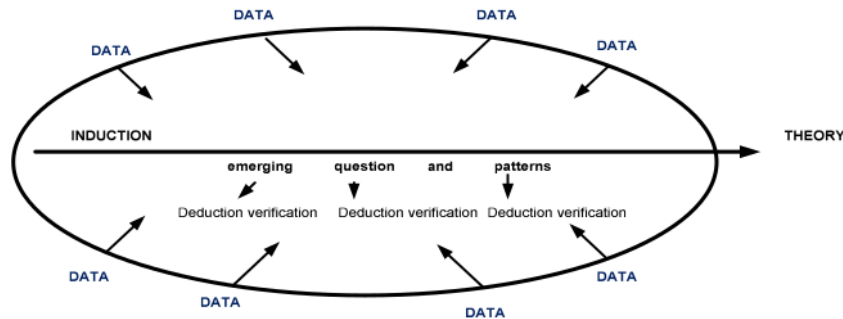 DATA
DATA
DATA
DATA
INDUCTION
THEORY
emerging question and patterns
Deduction verification Deduction verification Deduction verification
DATA
DATA
DATA
DATA